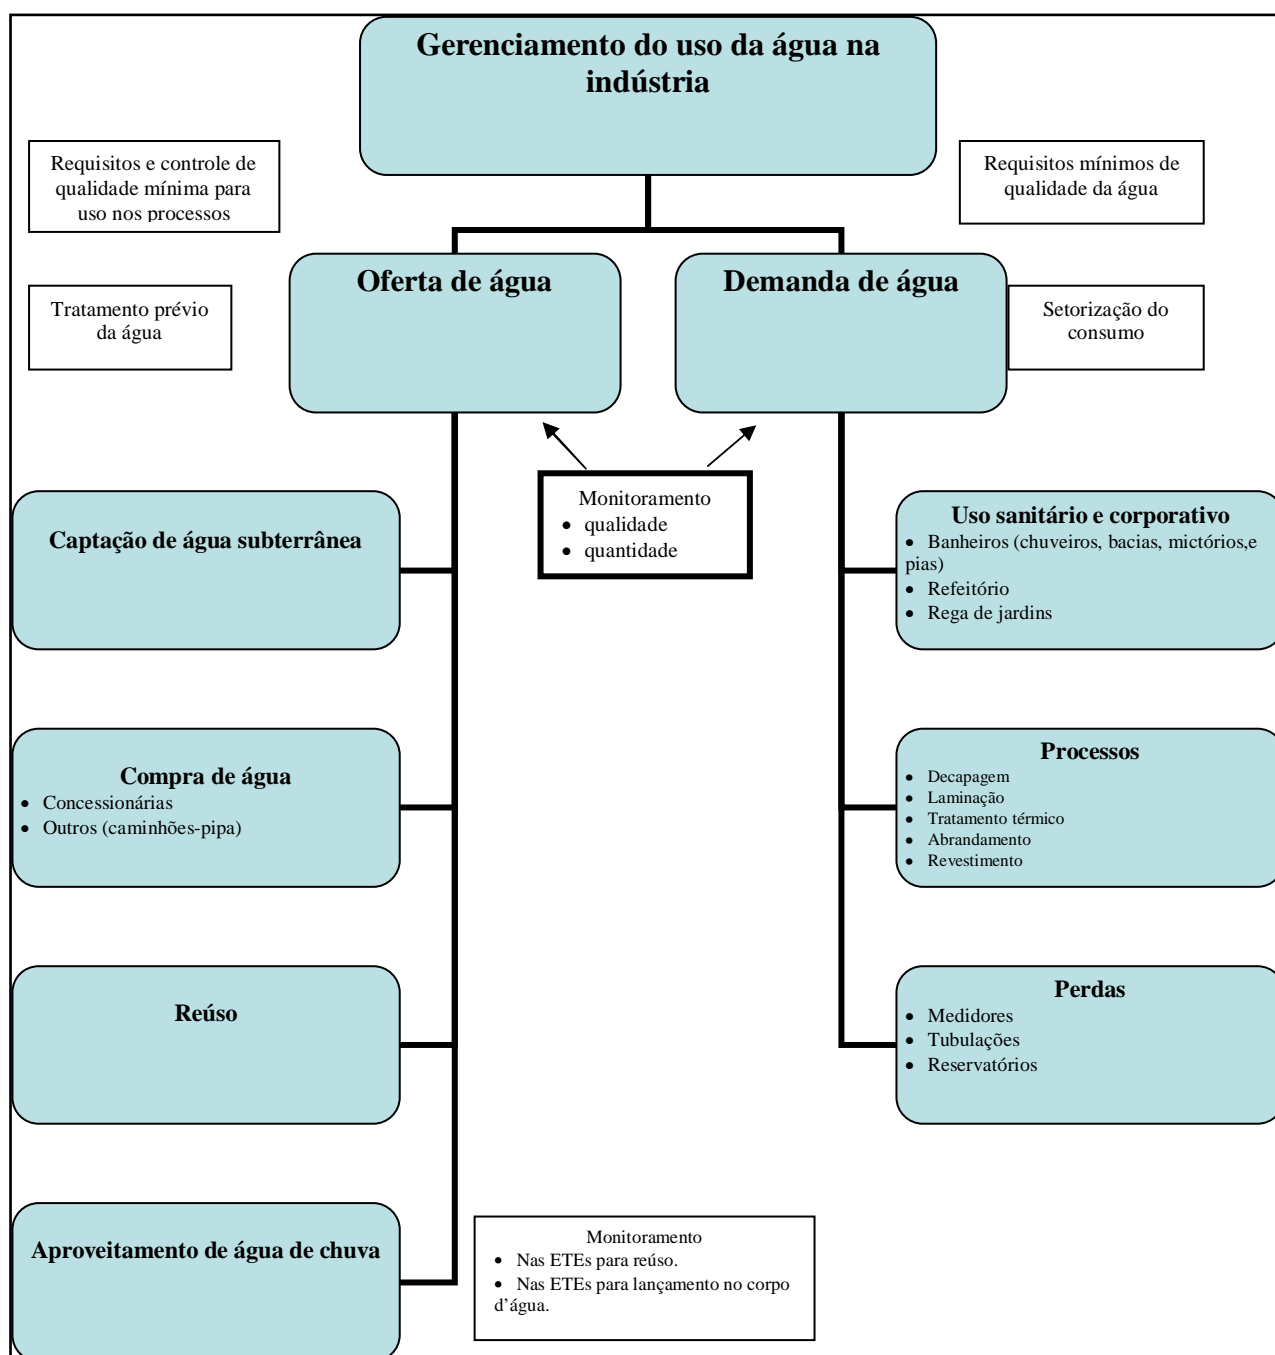 Gerenciamento do uso da água na
indústria
Requisitos e controle de
qualidade mínima para
uso nos processos
Requisitos mínimos de
qualidade da água
Oferta de água
Demanda de água
Tratamento prévio
da água
Setorização do
consumo
Monitoramento
• qualidade
• quantidade
Captação de água subterrânea
Uso sanitário e corporativo
• Banheiros (chuveiros, bacias, mictórios,e
pias)
• Refeitório
• Rega de jardins
Compra de água
• Concessionárias
• Outros (caminhões-pipa)
Processos
• Decapagem
• Laminação
• Tratamento térmico
• Abrandamento
• Revestimento
Reúso
Perdas
• Medidores
• Tubulações
• Reservatórios
Aproveitamento de água de chuva
Monitoramento
• Nas ETEs para reúso.
• Nas ETEs para lançamento no corpo
d’água.